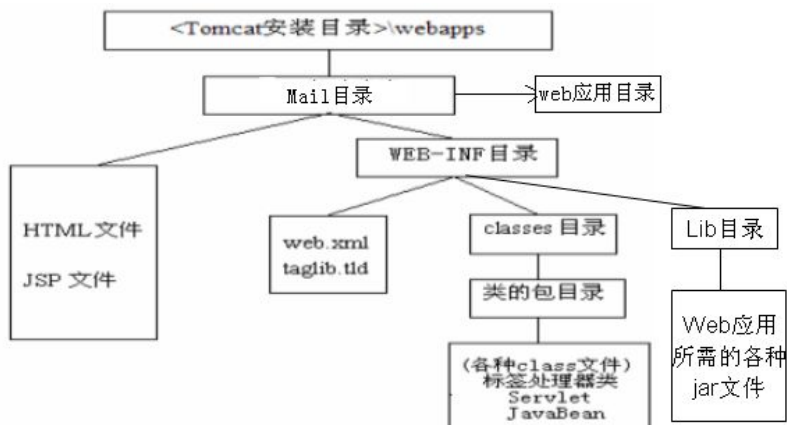 <Tomcat安装目录>\webapps
Mail目录
web应用目录
WEB-INF目录
HTML文件
JSP 文件
web.xml
taglib.tld
classes 目录
Lib目录
类的包目录
(各种class文件)
标签处理器类
Servlet
JavaBean
Web应用
所需的各种
jar文件